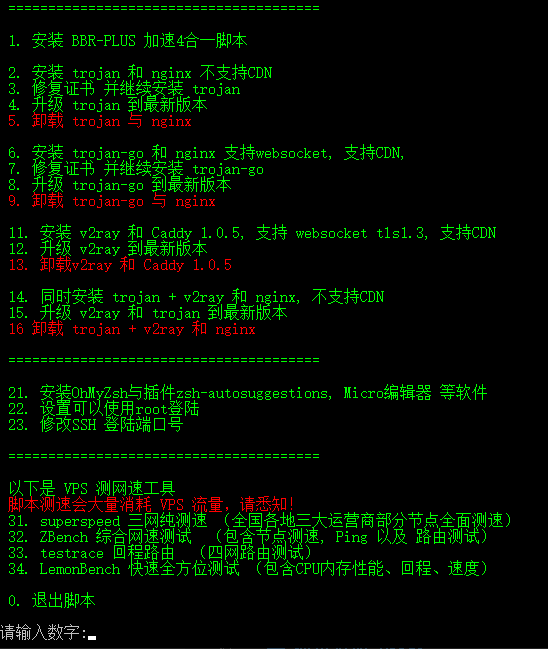 =======================================
1. 安装 BBR-PLUS 加速4合一脚本
2. 安装 trojan 和 nginx 不支持CDN
3. 修复证书 并继续安装 trojan
4. 升级 trojan 到最新版本
5. 卸载 trojan 与 nginx
6. 安装 trojan-go 和 nginx 支持websocket, 支持CDN,
7. 修复证书 并继续安装 trojan-go
8. 升级 trojan-go 到最新版本
9. 卸载 trojan-go 与 nginx
11. 安装 v2ray 和 Caddy 1.0.5, 支持 websocket tls1.3, 支持CDN
12. 升级 v2ray 到最新版本
13. 卸载v2ray 和 Caddy 1.0.5
14. 同时安装 trojan + v2ray 和 nginx, 不支持CDN
15. 升级 v2ray 和 trojan 到最新版本
16 卸载 trojan + v2ray 和 nginx
=======================================
21. 安装OhMyZsh与插件zsh-autosuggestions, Micro编辑器 等软件
22. 设置可以使用root登陆
23. 修改SSH 登陆端口号
=======================================
以下是 VPS 测网速工具
脚本测速会大量消耗 VPS 流量，请悉知！
31. superspeed 三网纯测速 （全国各地三大运营商部分节点全面测速）
32. ZBench 综合网速测试 （包含节点测速, Ping 以及 路由测试）
33. testrace 回程路由 （四网路由测试）
34. LemonBench 快速全方位测试 （包含CPU内存性能、回程、速度）
0. 退出脚本
请输入数字: